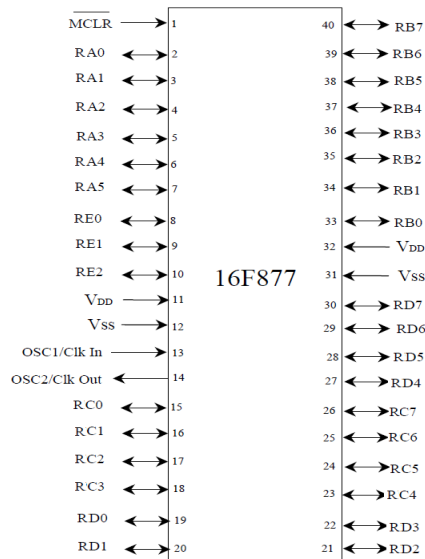 MCLR 1 40 RB7
RA0 2 39 RB6
RA1 3 38 RB5
RA2 4 37 RB4
RA3 5 36 RB3
RA4 6 35 RB2
RA5 7 34 RB1
RE0 8 33 RB0
RE1 9 32 VDD
RE2 10 31 VSS
16F877
VDD 11 30 RD7
VSS 12 29 RD6
OSC1/Clk In 13 28 RD5
OSC2/Clk Out 14 27 RD4
RC0 15 26 RC7
RC1 16 25 RC6
RC2 17 24 RC5
RC3 18 23 RC4
RD0 19 22 RD3
RD1 20 21 RD2